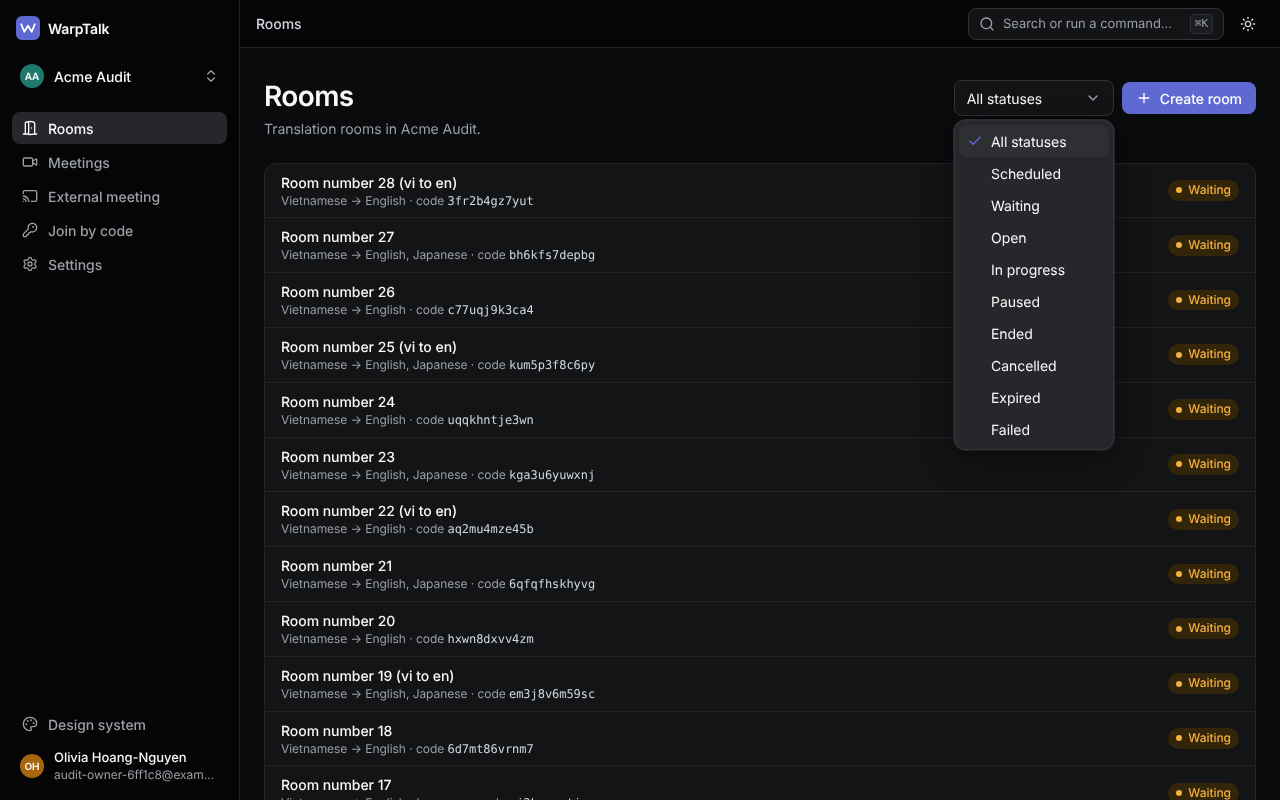 WarpTalk
AA
Acme Audit
Rooms
Meetings
External meeting
Join by code
Settings
Design system
OH
Olivia Hoang-Nguyen
audit-owner-6ff1c8@exam...
Rooms
Search or run a command...
⌘K
Rooms
Translation rooms in Acme Audit.
All statuses
Create room
All statuses
Scheduled
Waiting
Open
In progress
Paused
Ended
Cancelled
Expired
Failed
Room number 28 (vi to en)
Vietnamese → English · code 3fr2b4gz7yut
Waiting
Room number 27
Vietnamese → English, Japanese · code bh6kfs7depbg
Waiting
Room number 26
Vietnamese → English · code c77uqj9k3ca4
Waiting
Room number 25 (vi to en)
Vietnamese → English, Japanese · code kum5p3f8c6py
Waiting
Room number 24
Vietnamese → English · code uqqkhntje3wn
Waiting
Room number 23
Vietnamese → English, Japanese · code kga3u6yuwxnj
Waiting
Room number 22 (vi to en)
Vietnamese → English · code aq2mu4mze45b
Waiting
Room number 21
Vietnamese → English, Japanese · code 6qfqfhskhyvg
Waiting
Room number 20
Vietnamese → English · code hxwn8dxvv4zm
Waiting
Room number 19 (vi to en)
Vietnamese → English, Japanese · code em3j8v6m59sc
Waiting
Room number 18
Vietnamese → English · code 6d7mt86vrnm7
Waiting
Room number 17
Waiting